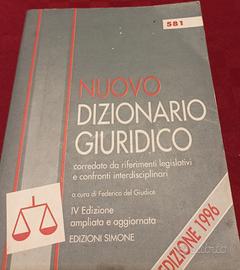 581
NUOVO
DIZIONARIO
GIURIDICO
corredato da riferimenti legislativi
e confronti interdisciplinari
a cura di Federico del Giudice
IV Edizione
ampliata e aggiornata
EDIZIONI SIMONE
EDIZIONE 1996
subito